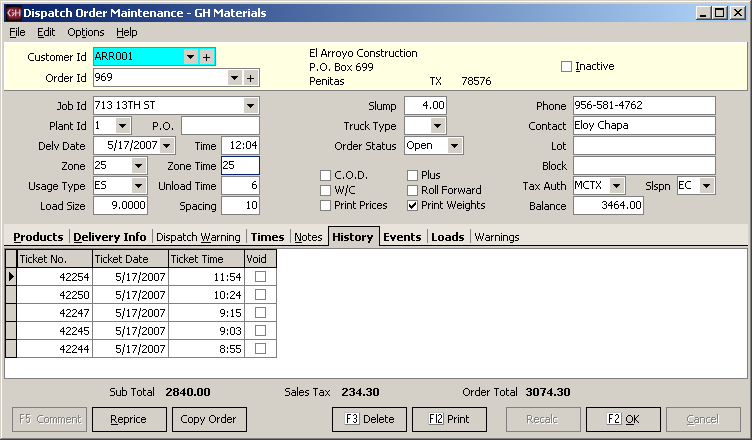 GH Dispatch Order Maintenance - GH Materials
File Edit Options Help
Customer Id ARR001 El Arroyo Construction
P.O. Box 699
Order Id 969 Penitas TX 78576 Inactive
Job Id 713 13TH ST Slump 4.00 Phone 956-581-4762
Plant Id 1 P.O. Truck Type Contact Eloy Chapa
Delv Date 5/17/2007 Time 12:04 Order Status Open Lot
Zone 25 Zone Time 25 Block
C.O.D. Plus
Usage Type ES Unload Time 6 W/C Roll Forward Tax Auth MCTX Slspn EC
Load Size 9.0000 Spacing 10 Print Prices Print Weights Balance 3464.00
Products Delivery Info Dispatch Warning Times Notes History Events Loads Warnings
Ticket No. Ticket Date Ticket Time Void
42254 5/17/2007 11:54
42250 5/17/2007 10:24
42247 5/17/2007 9:15
42245 5/17/2007 9:03
42244 5/17/2007 8:55
Sub Total 2840.00 Sales Tax 234.30 Order Total 3074.30
F5 Comment Reprice Copy Order F3 Delete F12 Print Recalc F2 OK Cancel